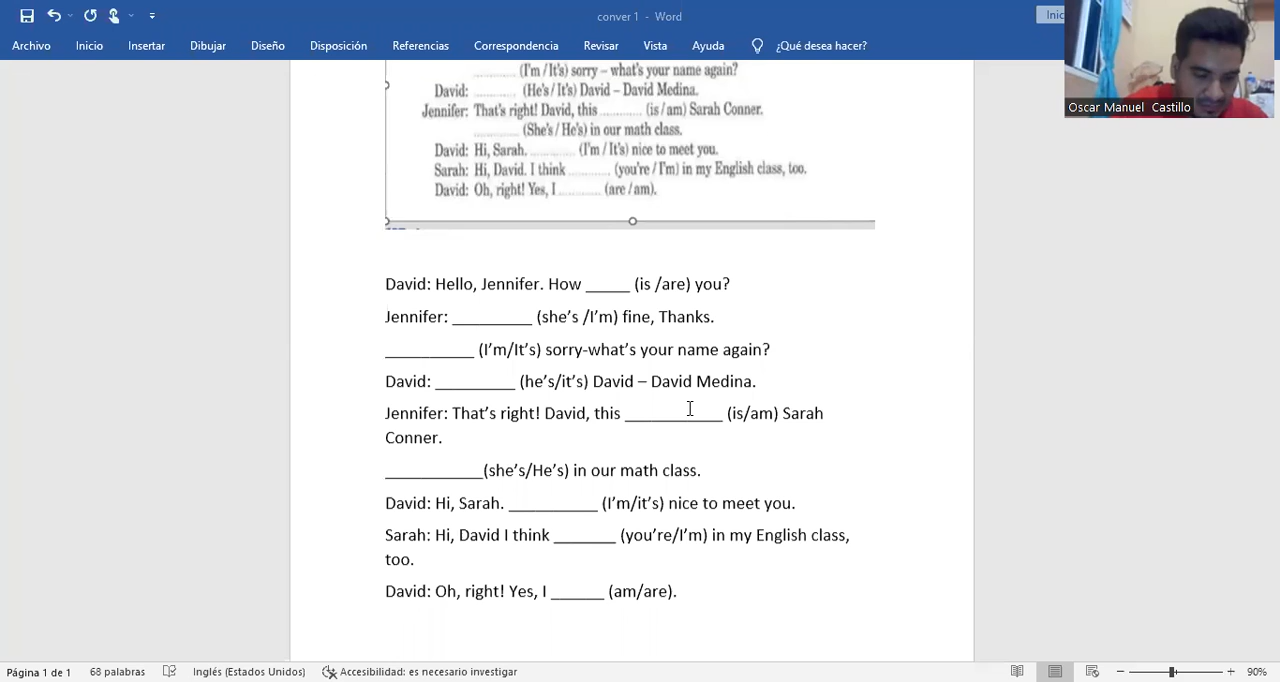 conver 1 - Word
Inic
Archivo Inicio Insertar Dibujar Diseño Disposición Referencias Correspondencia Revisar Vista Ayuda ¿Qué desea hacer?
Oscar Manuel Castillo
.......... (I'm / It's) sorry – what's your name again?
David: .......... (He's / It's) David – David Medina.
Jennifer: That's right! David, this .......... (is / am) Sarah Conner.
.......... (She's / He's) in our math class.
David: Hi, Sarah. .......... (I'm / It's) nice to meet you.
Sarah: Hi, David. I think .......... (you're / I'm) in my English class, too.
David: Oh, right! Yes, I .......... (are / am).
David: Hello, Jennifer. How _____ (is /are) you?
Jennifer: _________ (she's /I'm) fine, Thanks.
__________ (I'm/It's) sorry-what's your name again?
David: _________ (he's/it's) David – David Medina.
Jennifer: That's right! David, this ___________ (is/am) Sarah
Conner.
___________(she's/He's) in our math class.
David: Hi, Sarah. __________ (I'm/it's) nice to meet you.
Sarah: Hi, David I think _______ (you're/I'm) in my English class,
too.
David: Oh, right! Yes, I ______ (am/are).
Página 1 de 1 68 palabras Inglés (Estados Unidos) Accesibilidad: es necesario investigar 90%